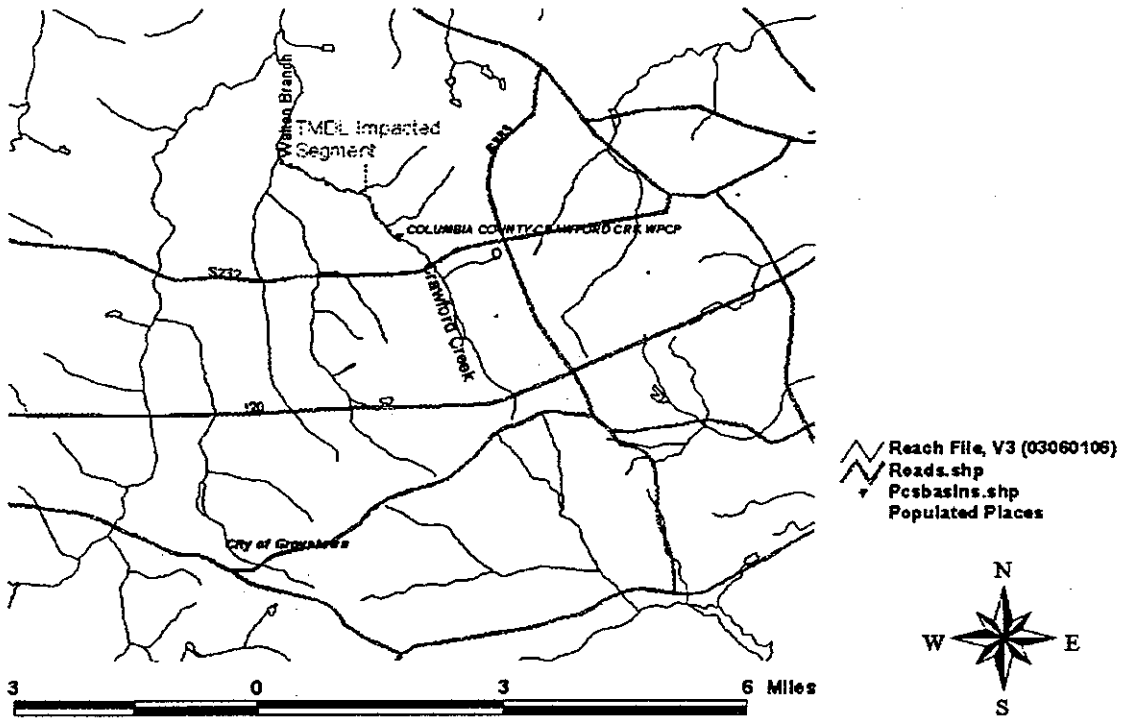 Warren Branch
TMDL Impacted
Segment
S383
COLUMBIA COUNTY CRAWFORD CRK WPCP
S232
Crawford Creek
I20
City of Grovetown
Reach File, V3 (03060106)
Roads.shp
Pcsbasins.shp
Populated Places
N
W
E
S
3
0
3
6 Miles